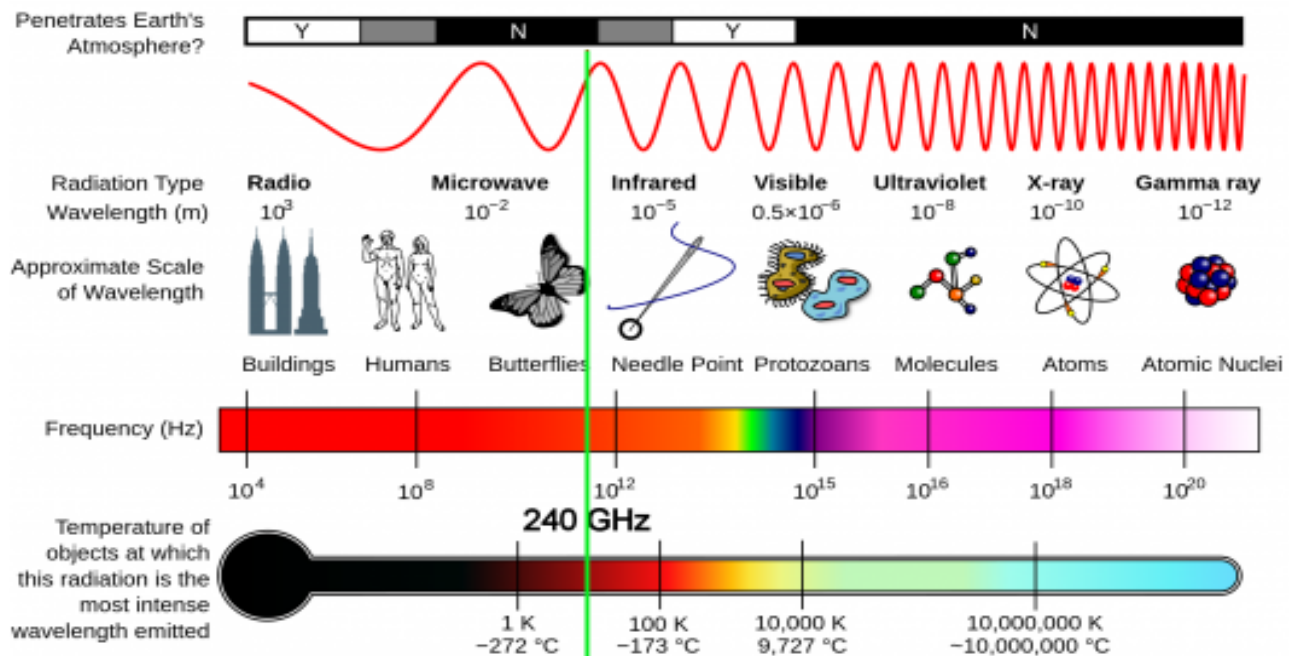 Penetrates Earth's
Atmosphere?
Y N Y N
Radiation Type
Radio Microwave Infrared Visible Ultraviolet X-ray Gamma ray
Wavelength (m)
10³ 10⁻² 10⁻⁵ 0.5×10⁻⁶ 10⁻⁸ 10⁻¹⁰ 10⁻¹²
Approximate Scale
of Wavelength
Buildings Humans Butterflies Needle Point Protozoans Molecules Atoms Atomic Nuclei
Frequency (Hz)
10⁴ 10⁸ 10¹² 10¹⁵ 10¹⁶ 10¹⁸ 10²⁰
240 GHz
Temperature of
objects at which
this radiation is the
most intense
wavelength emitted
1 K 100 K 10,000 K 10,000,000 K
−272 °C −173 °C 9,727 °C ~10,000,000 °C